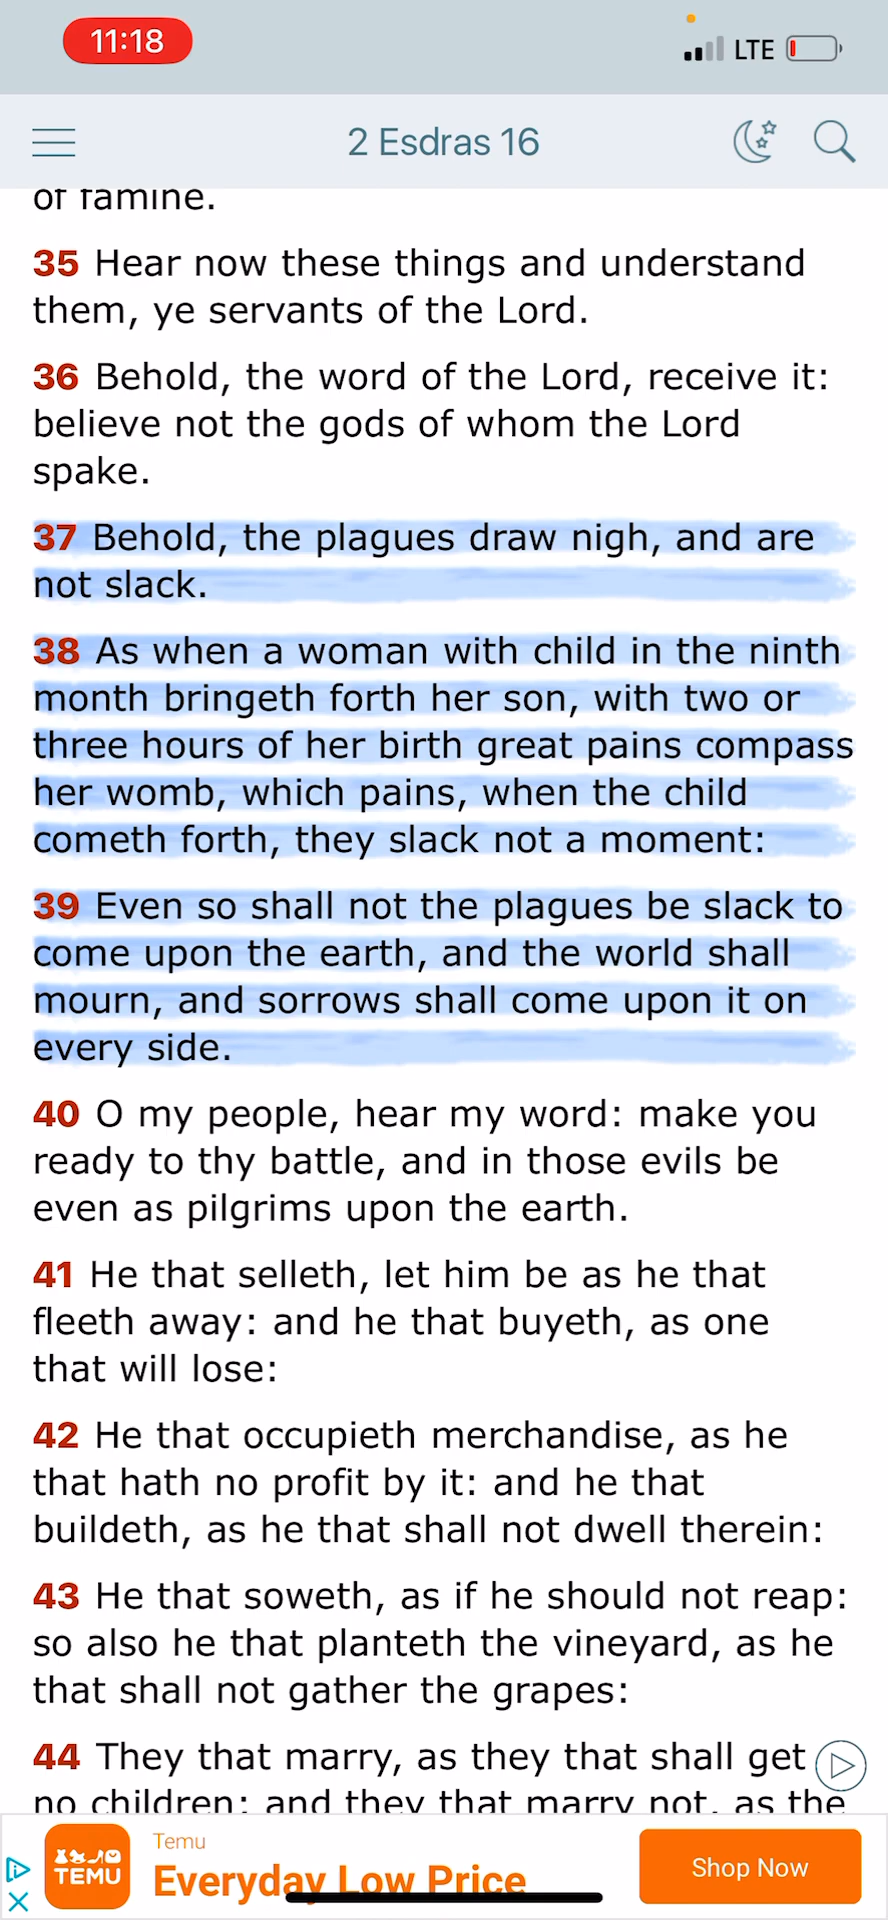 11:18
LTE
2 Esdras 16
of famine.
35 Hear now these things and understand
them, ye servants of the Lord.
36 Behold, the word of the Lord, receive it:
believe not the gods of whom the Lord
spake.
37 Behold, the plagues draw nigh, and are
not slack.
38 As when a woman with child in the ninth
month bringeth forth her son, with two or
three hours of her birth great pains compass
her womb, which pains, when the child
cometh forth, they slack not a moment:
39 Even so shall not the plagues be slack to
come upon the earth, and the world shall
mourn, and sorrows shall come upon it on
every side.
40 O my people, hear my word: make you
ready to thy battle, and in those evils be
even as pilgrims upon the earth.
41 He that selleth, let him be as he that
fleeth away: and he that buyeth, as one
that will lose:
42 He that occupieth merchandise, as he
that hath no profit by it: and he that
buildeth, as he that shall not dwell therein:
43 He that soweth, as if he should not reap:
so also he that planteth the vineyard, as he
that shall not gather the grapes:
44 They that marry, as they that shall get
no children: and they that marry not, as the
TEMU
Temu
Everyday Low Price
Shop Now